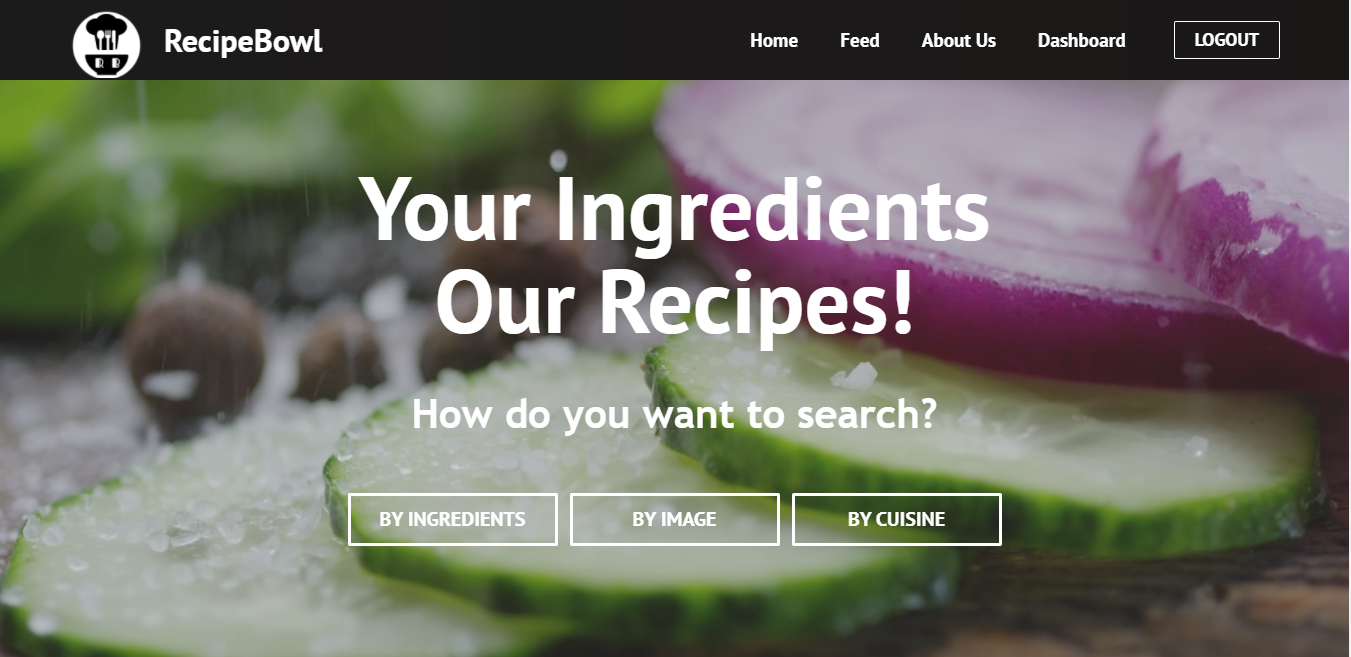 R B
RecipeBowl
Home
Feed
About Us
Dashboard
LOGOUT
Your Ingredients
Our Recipes!
How do you want to search?
BY INGREDIENTS
BY IMAGE
BY CUISINE